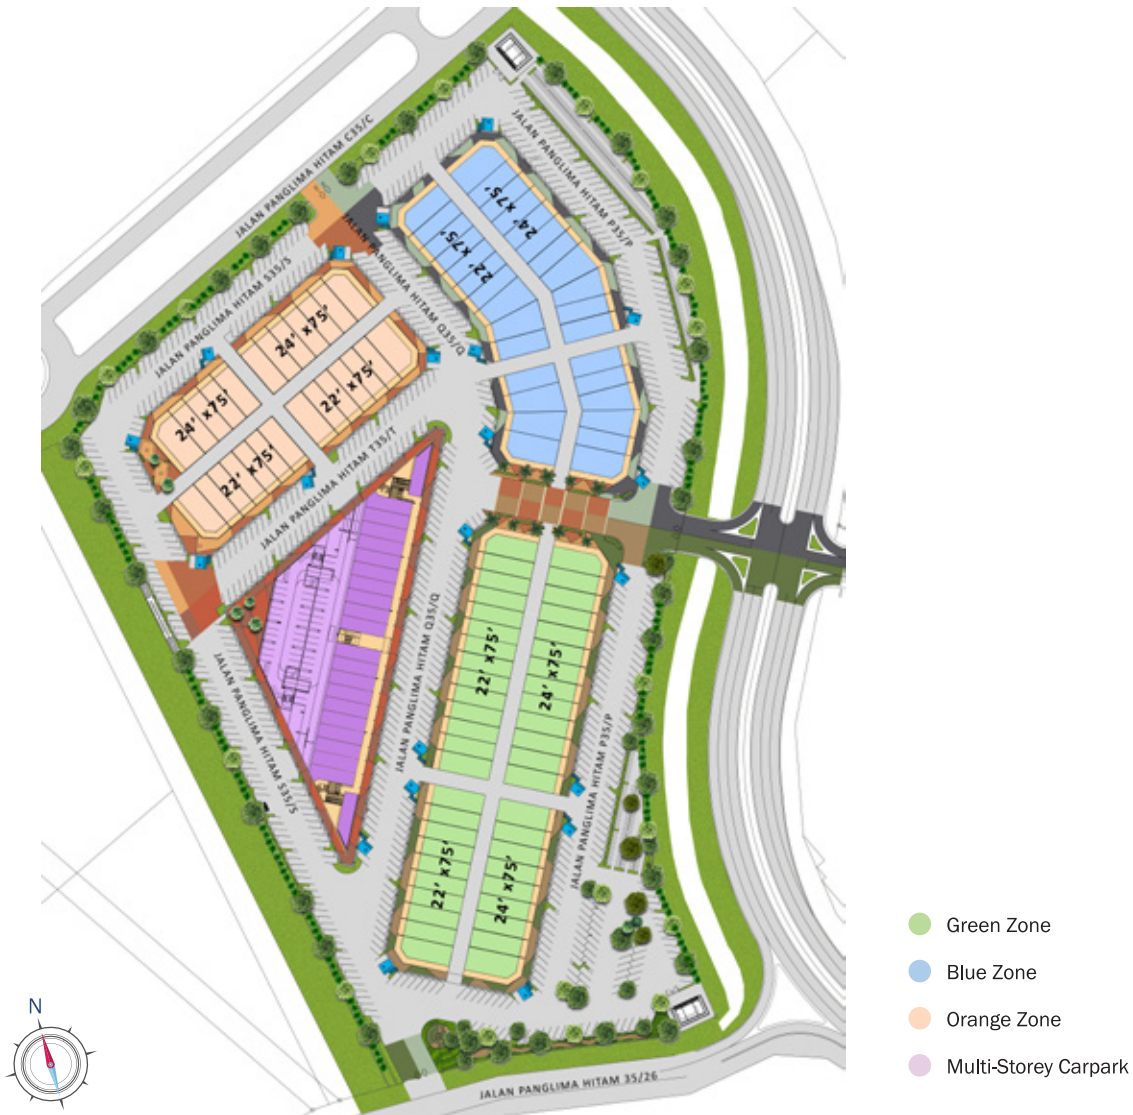 JALAN PANGLIMA HITAM C35/C
JALAN PANGLIMA HITAM P35/P
24' x75'
22' x75'
JALAN PANGLIMA HITAM Q35/Q
JALAN PANGLIMA HITAM S35/S
24' x75'
22' x75'
24' x75'
22' x75'
JALAN PANGLIMA HITAM T35/T
JALAN PANGLIMA HITAM Q35/Q
22' x75'
24' x75'
JALAN PANGLIMA HITAM S35/S
JALAN PANGLIMA HITAM P35/P
22' x75'
24' x75'
Green Zone
Blue Zone
Orange Zone
Multi-Storey Carpark
N
JALAN PANGLIMA HITAM 35/26